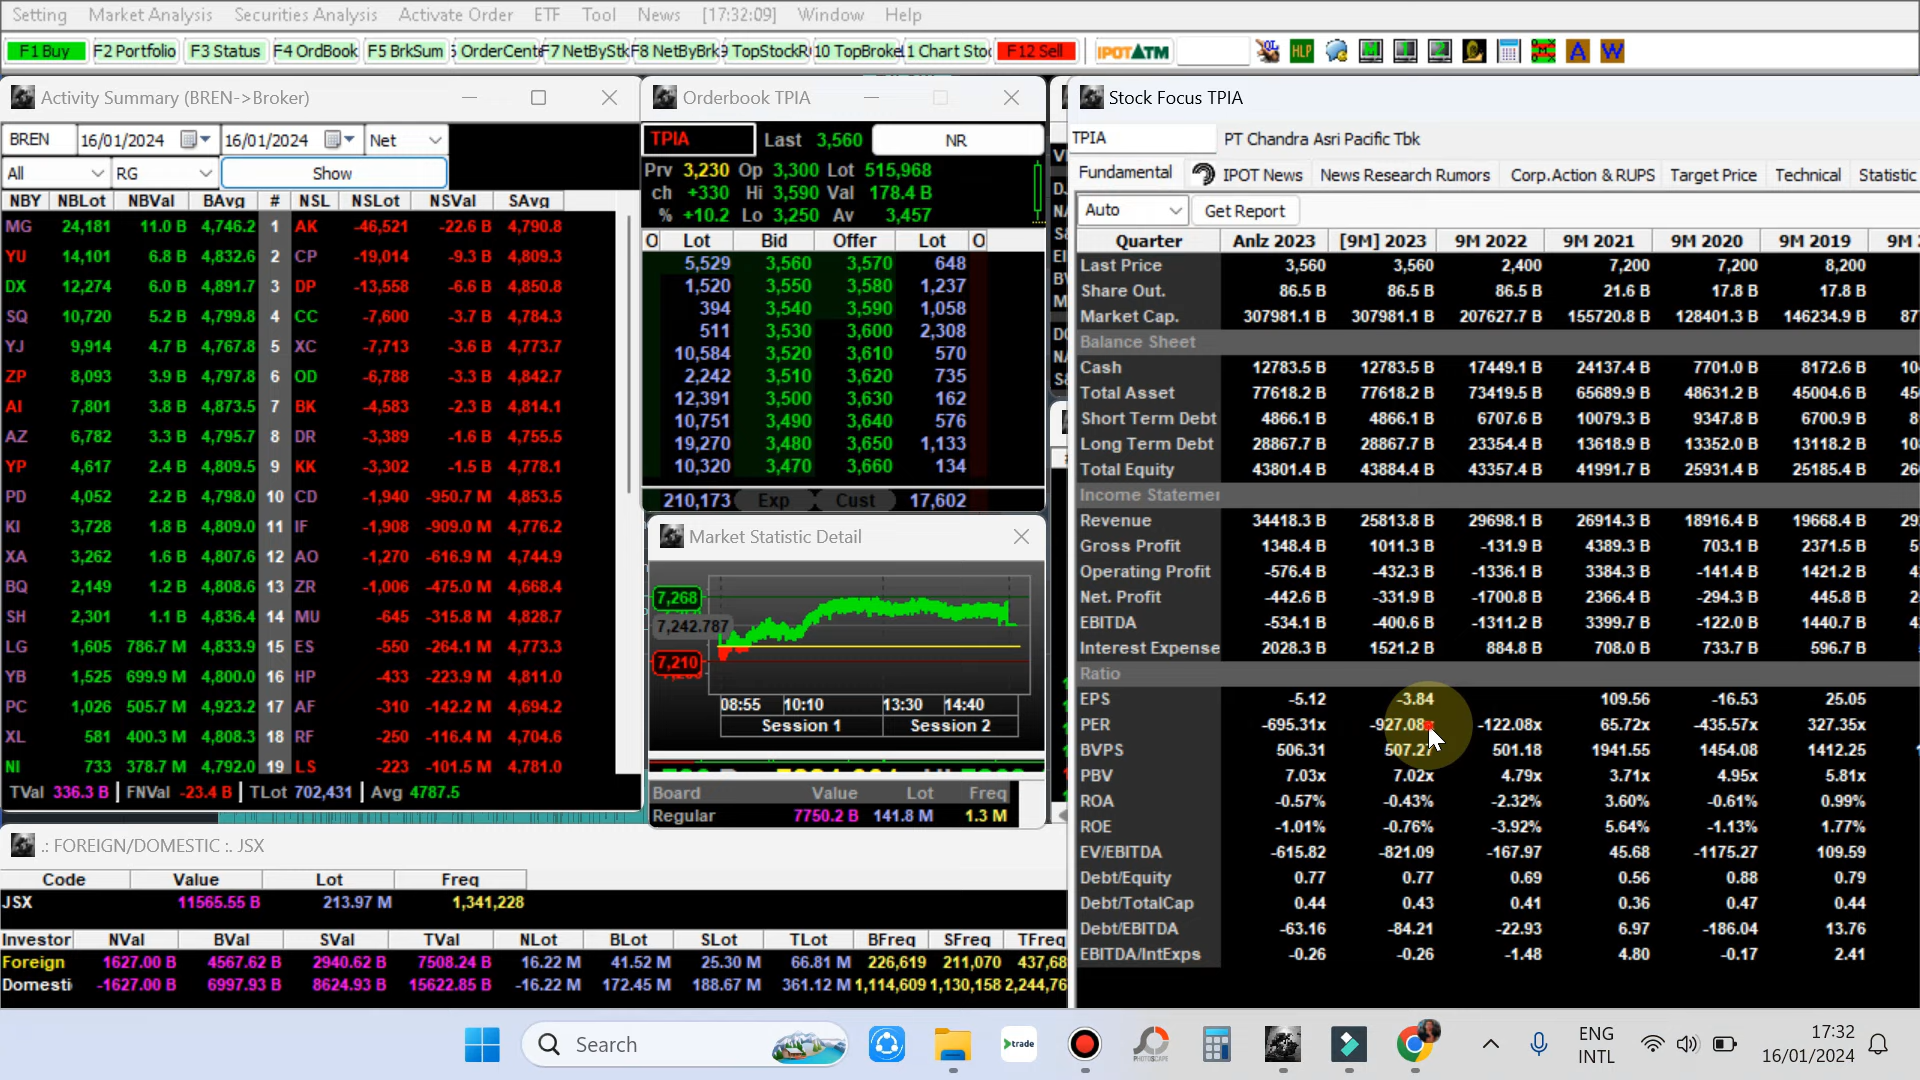 Setting Market Analysis Securities Analysis Activate Order ETF Tool News [17:32:09] Window Help
F1 Buy F2 Portfolio F3 Status F4 OrdBook F5 BrkSum OrderCent F7 NetByStk F8 NetByBrk TopStock 10 TopBroke Chart Sto F12 Sell IPOTATM
Activity Summary (BREN->Broker)
BREN 16/01/2024 16/01/2024 Net
All RG Show
NBY NBLot NBVal BAvg # NSL NSLot NSVal SAvg
MG 24,181 11.0 B 4,746.2 1 AK -46,521 -22.6 B 4,790.8
YU 14,101 6.8 B 4,832.6 2 CP -19,014 -9.3 B 4,809.3
DX 12,274 6.0 B 4,891.7 3 DP -13,558 -6.6 B 4,850.8
SQ 10,720 5.2 B 4,799.8 4 CC -7,600 -3.7 B 4,784.3
YJ 9,914 4.7 B 4,767.8 5 XC -7,713 -3.6 B 4,773.7
ZP 8,093 3.9 B 4,797.8 6 OD -6,788 -3.3 B 4,842.7
AI 7,801 3.8 B 4,873.5 7 BK -4,583 -2.3 B 4,814.1
AZ 6,782 3.3 B 4,795.7 8 DR -3,389 -1.6 B 4,755.5
YP 4,617 2.4 B 4,809.5 9 KK -3,302 -1.5 B 4,778.1
PD 4,052 2.2 B 4,798.0 10 CD -1,940 -950.7 M 4,853.5
KI 3,728 1.8 B 4,809.0 11 IF -1,908 -909.0 M 4,776.2
XA 3,262 1.6 B 4,807.6 12 AO -1,270 -616.9 M 4,744.9
BQ 2,149 1.2 B 4,808.6 13 ZR -1,006 -475.0 M 4,668.4
SH 2,301 1.1 B 4,836.4 14 MU -645 -315.8 M 4,828.7
LG 1,605 786.7 M 4,833.9 15 ES -550 -264.1 M 4,773.3
YB 1,525 699.9 M 4,800.0 16 HP -433 -223.9 M 4,811.0
PC 1,026 505.7 M 4,923.2 17 AF -310 -142.2 M 4,694.2
XL 581 400.3 M 4,808.3 18 RF -250 -116.4 M 4,704.6
NI 733 378.7 M 4,792.0 19 LS -223 -101.5 M 4,781.0
TVal 336.3 B FNVal -23.4 B TLot 702,431 Avg 4787.5
Orderbook TPIA
TPIA Last 3,560 NR
Prv 3,230 Op 3,300 Lot 515,968
ch +330 Hi 3,590 Val 178.4 B
% +10.2 Lo 3,250 Av 3,457
O Lot Bid Offer Lot O
5,529 3,560 3,570 648
1,520 3,550 3,580 1,237
394 3,540 3,590 1,058
511 3,530 3,600 2,308
10,584 3,520 3,610 570
2,242 3,510 3,620 735
12,391 3,500 3,630 162
10,751 3,490 3,640 576
19,270 3,480 3,650 1,133
10,320 3,470 3,660 134
210,173 Exp Cust 17,602
Market Statistic Detail
7,268
7,242.787
7,210
08:55 10:10 13:30 14:40
Session 1 Session 2
Board Value Lot Freq
Regular 7750.2 B 141.8 M 1.3 M
.: FOREIGN/DOMESTIC :. JSX
Code Value Lot Freq
JSX 11565.55 B 213.97 M 1,341,228
Investor NVal BVal SVal TVal NLot BLot SLot TLot BFreq SFreq TFreq
Foreign 1627.00 B 4567.62 B 2940.62 B 7508.24 B 16.22 M 41.52 M 25.30 M 66.81 M 226,619 211,070 437,68
Domesti -1627.00 B 6997.93 B 8624.93 B 15622.85 B -16.22 M 172.45 M 188.67 M 361.12 M 1,114,609 1,130,158 2,244,76
Stock Focus TPIA
TPIA PT Chandra Asri Pacific Tbk
Fundamental IPOT News News Research Rumors Corp.Action & RUPS Target Price Technical Statistic
Auto Get Report
Quarter Anlz 2023 [9M] 2023 9M 2022 9M 2021 9M 2020 9M 2019 9M
Last Price 3,560 3,560 2,400 7,200 7,200 8,200
Share Out. 86.5 B 86.5 B 86.5 B 21.6 B 17.8 B 17.8 B
Market Cap. 307981.1 B 307981.1 B 207627.7 B 155720.8 B 128401.3 B 146234.9 B 87
Balance Sheet
Cash 12783.5 B 12783.5 B 17449.1 B 24137.4 B 7701.0 B 8172.6 B 10
Total Asset 77618.2 B 77618.2 B 73419.5 B 65689.9 B 48631.2 B 45004.6 B 45
Short Term Debt 4866.1 B 4866.1 B 6707.6 B 10079.3 B 9347.8 B 6700.9 B 8
Long Term Debt 28867.7 B 28867.7 B 23354.4 B 13618.9 B 13352.0 B 13118.2 B 10
Total Equity 43801.4 B 43884.4 B 43357.4 B 41991.7 B 25931.4 B 25185.4 B 26
Income Statemen
Revenue 34418.3 B 25813.8 B 29698.1 B 26914.3 B 18916.4 B 19668.4 B 29
Gross Profit 1348.4 B 1011.3 B -131.9 B 4389.3 B 703.1 B 2371.5 B 5
Operating Profit -576.4 B -432.3 B -1336.1 B 3384.3 B -141.4 B 1421.2 B
Net. Profit -442.6 B -331.9 B -1700.8 B 2366.4 B -294.3 B 445.8 B
EBITDA -534.1 B -400.6 B -1311.2 B 3399.7 B -122.0 B 1440.7 B
Interest Expense 2028.3 B 1521.2 B 884.8 B 708.0 B 733.7 B 596.7 B
Ratio
EPS -5.12 -3.84 109.56 -16.53 25.05
PER -695.31x -927.08x -122.08x 65.72x -435.57x 327.35x
BVPS 506.31 507.27 501.18 1941.55 1454.08 1412.25
PBV 7.03x 7.02x 4.79x 3.71x 4.95x 5.81x
ROA -0.57% -0.43% -2.32% 3.60% -0.61% 0.99%
ROE -1.01% -0.76% -3.92% 5.64% -1.13% 1.77%
EV/EBITDA -615.82 -821.09 -167.97 45.68 -1175.27 109.59
Debt/Equity 0.77 0.77 0.69 0.56 0.88 0.79
Debt/TotalCap 0.44 0.43 0.41 0.36 0.47 0.44
Debt/EBITDA -63.16 -84.21 -22.93 6.97 -186.04 13.76
EBITDA/IntExps -0.26 -0.26 -1.48 4.80 -0.17 2.41
Search trade ENG INTL 17:32 16/01/2024